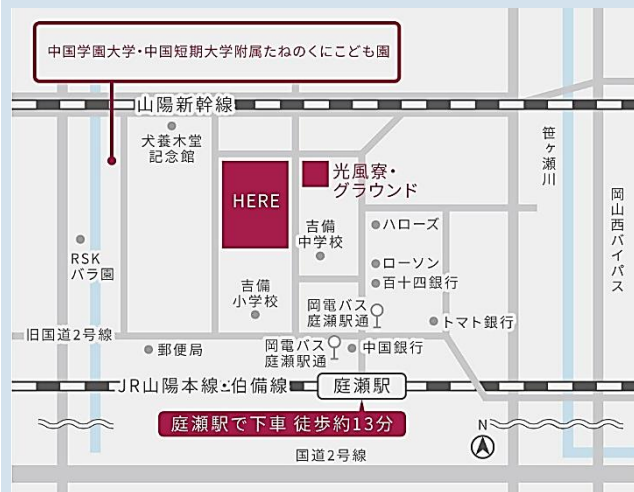 中国学園大学・中国短期大学附属たねのくにこども園
山陽新幹線
犬養木堂
記念館
HERE
光風寮・
グラウンド
笹ヶ瀬川
岡山西バイパス
吉備
中学校
ハローズ
RSK
バラ園
ローソン
百十四銀行
吉備
小学校
岡電バス
庭瀬駅通
トマト銀行
旧国道2号線
郵便局
岡電バス
庭瀬駅通
中国銀行
JR山陽本線・伯備線
庭瀬駅
庭瀬駅で下車 徒歩約13分
N
国道2号線